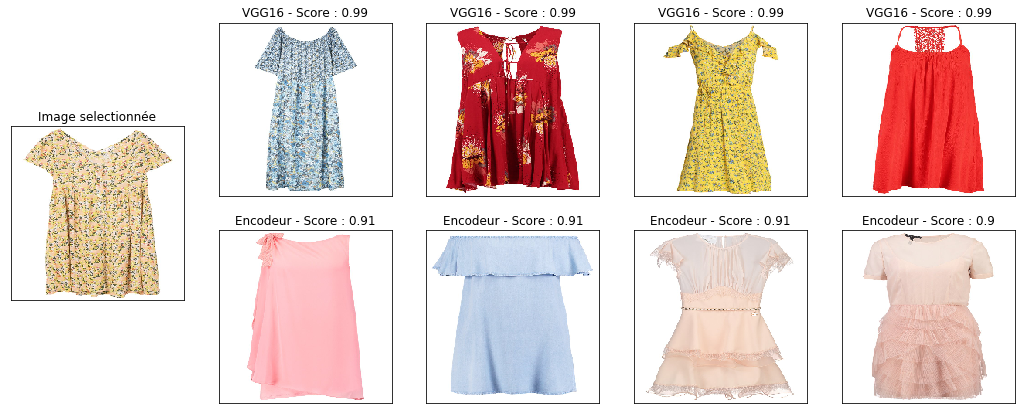 VGG16 - Score : 0.99
VGG16 - Score : 0.99
VGG16 - Score : 0.99
VGG16 - Score : 0.99
Image selectionnée
Encodeur - Score : 0.91
Encodeur - Score : 0.91
Encodeur - Score : 0.91
Encodeur - Score : 0.9